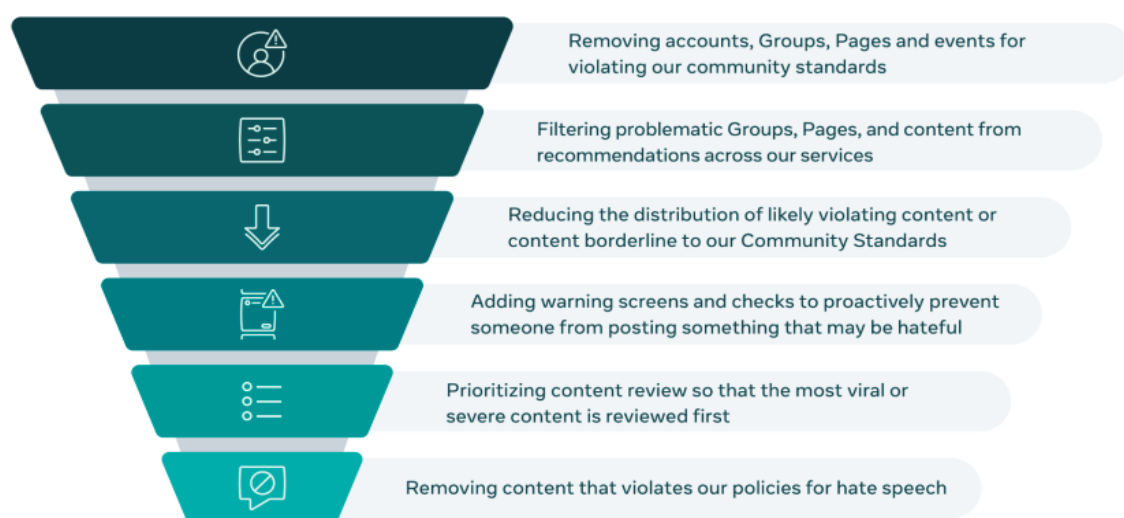 Removing accounts, Groups, Pages and events for
violating our community standards
Filtering problematic Groups, Pages, and content from
recommendations across our services
Reducing the distribution of likely violating content or
content borderline to our Community Standards
Adding warning screens and checks to proactively prevent
someone from posting something that may be hateful
Prioritizing content review so that the most viral or
severe content is reviewed first
Removing content that violates our policies for hate speech